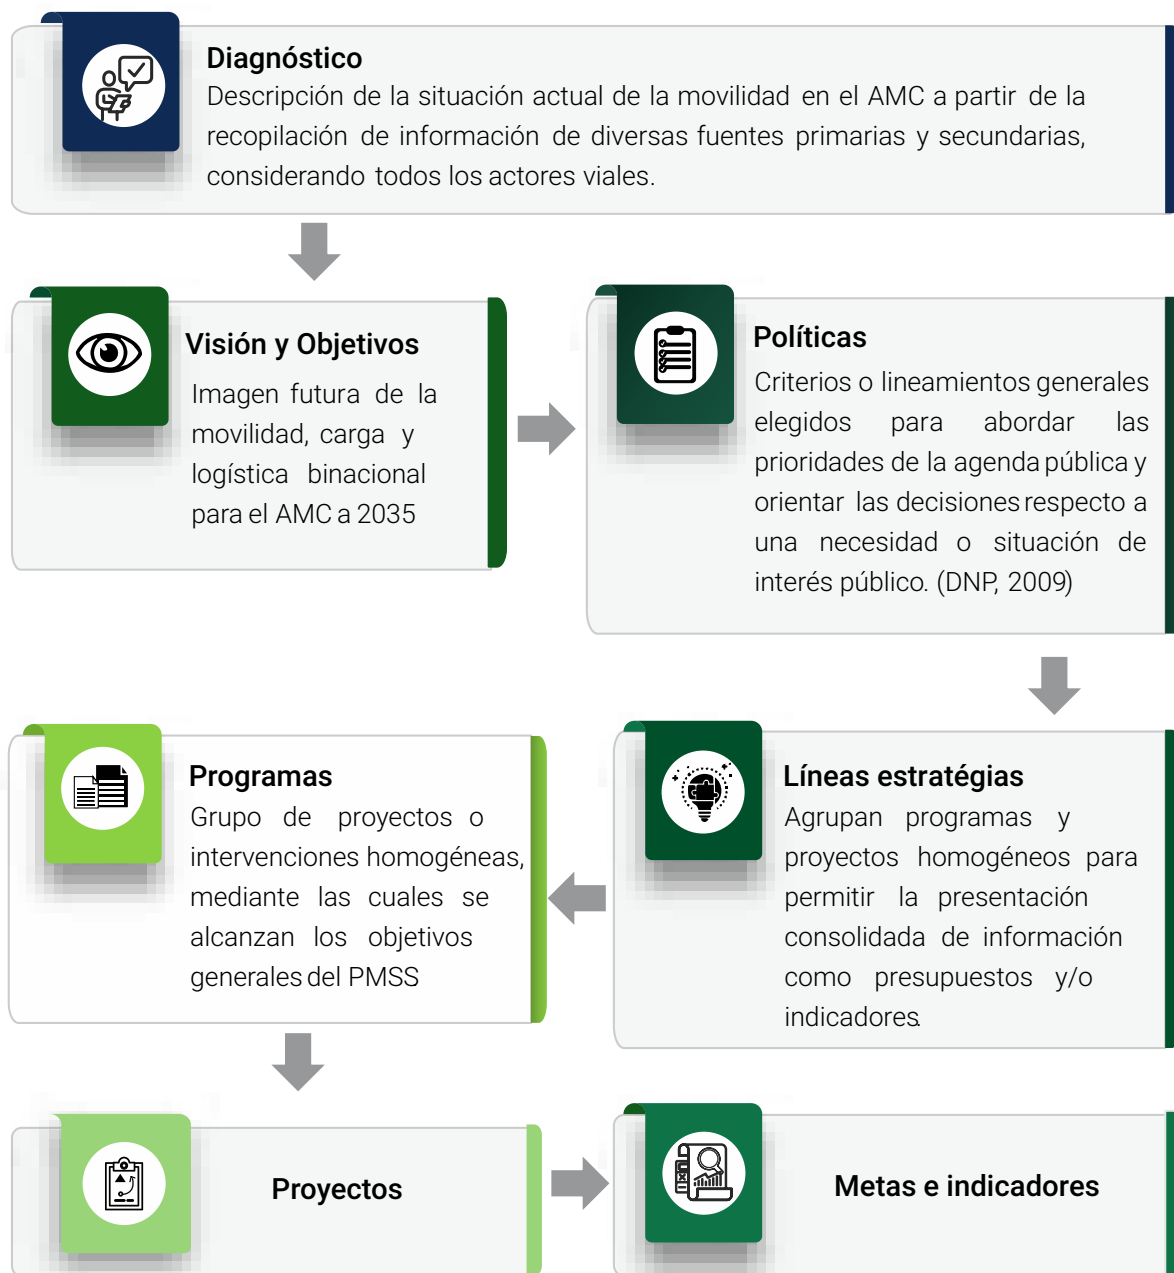 Diagnóstico
Descripción de la situación actual de la movilidad en el AMC a partir de la
recopilación de información de diversas fuentes primarias y secundarias,
considerando todos los actores viales.
Visión y Objetivos
Imagen futura de la
movilidad, carga y
logística binacional
para el AMC a 2035
Políticas
Criterios o lineamientos generales
elegidos para abordar las
prioridades de la agenda pública y
orientar las decisiones respecto a
una necesidad o situación de
interés público. (DNP, 2009)
Líneas estratégias
Agrupan programas y
proyectos homogéneos para
permitir la presentación
consolidada de información
como presupuestos y/o
indicadores.
Programas
Grupo de proyectos o
intervenciones homogéneas,
mediante las cuales se
alcanzan los objetivos
generales del PMSS
Proyectos
Metas e indicadores